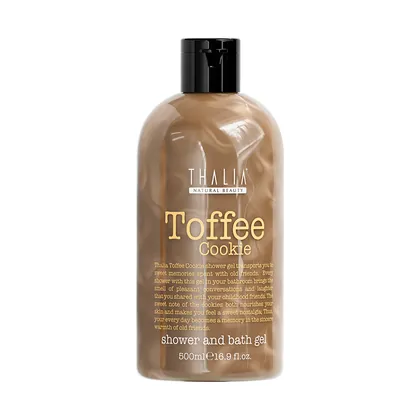 THALIA
NATURAL BEAUTY
Toffee
Cookie
Thalia Toffee Cookie shower gel transports you to
sweet memories spent with old friends. Every
shower with this gel in your bathroom brings the
smell of pleasant conversations and laughter
that you shared with your childhood friends. The
sweet note of the cookies both nourishes your
skin and makes you feel a sweet nostalgia. Thus,
your every day becomes a memory in the sincere
warmth of old friends.
shower and bath gel
500ml℮16.9 fl.oz.